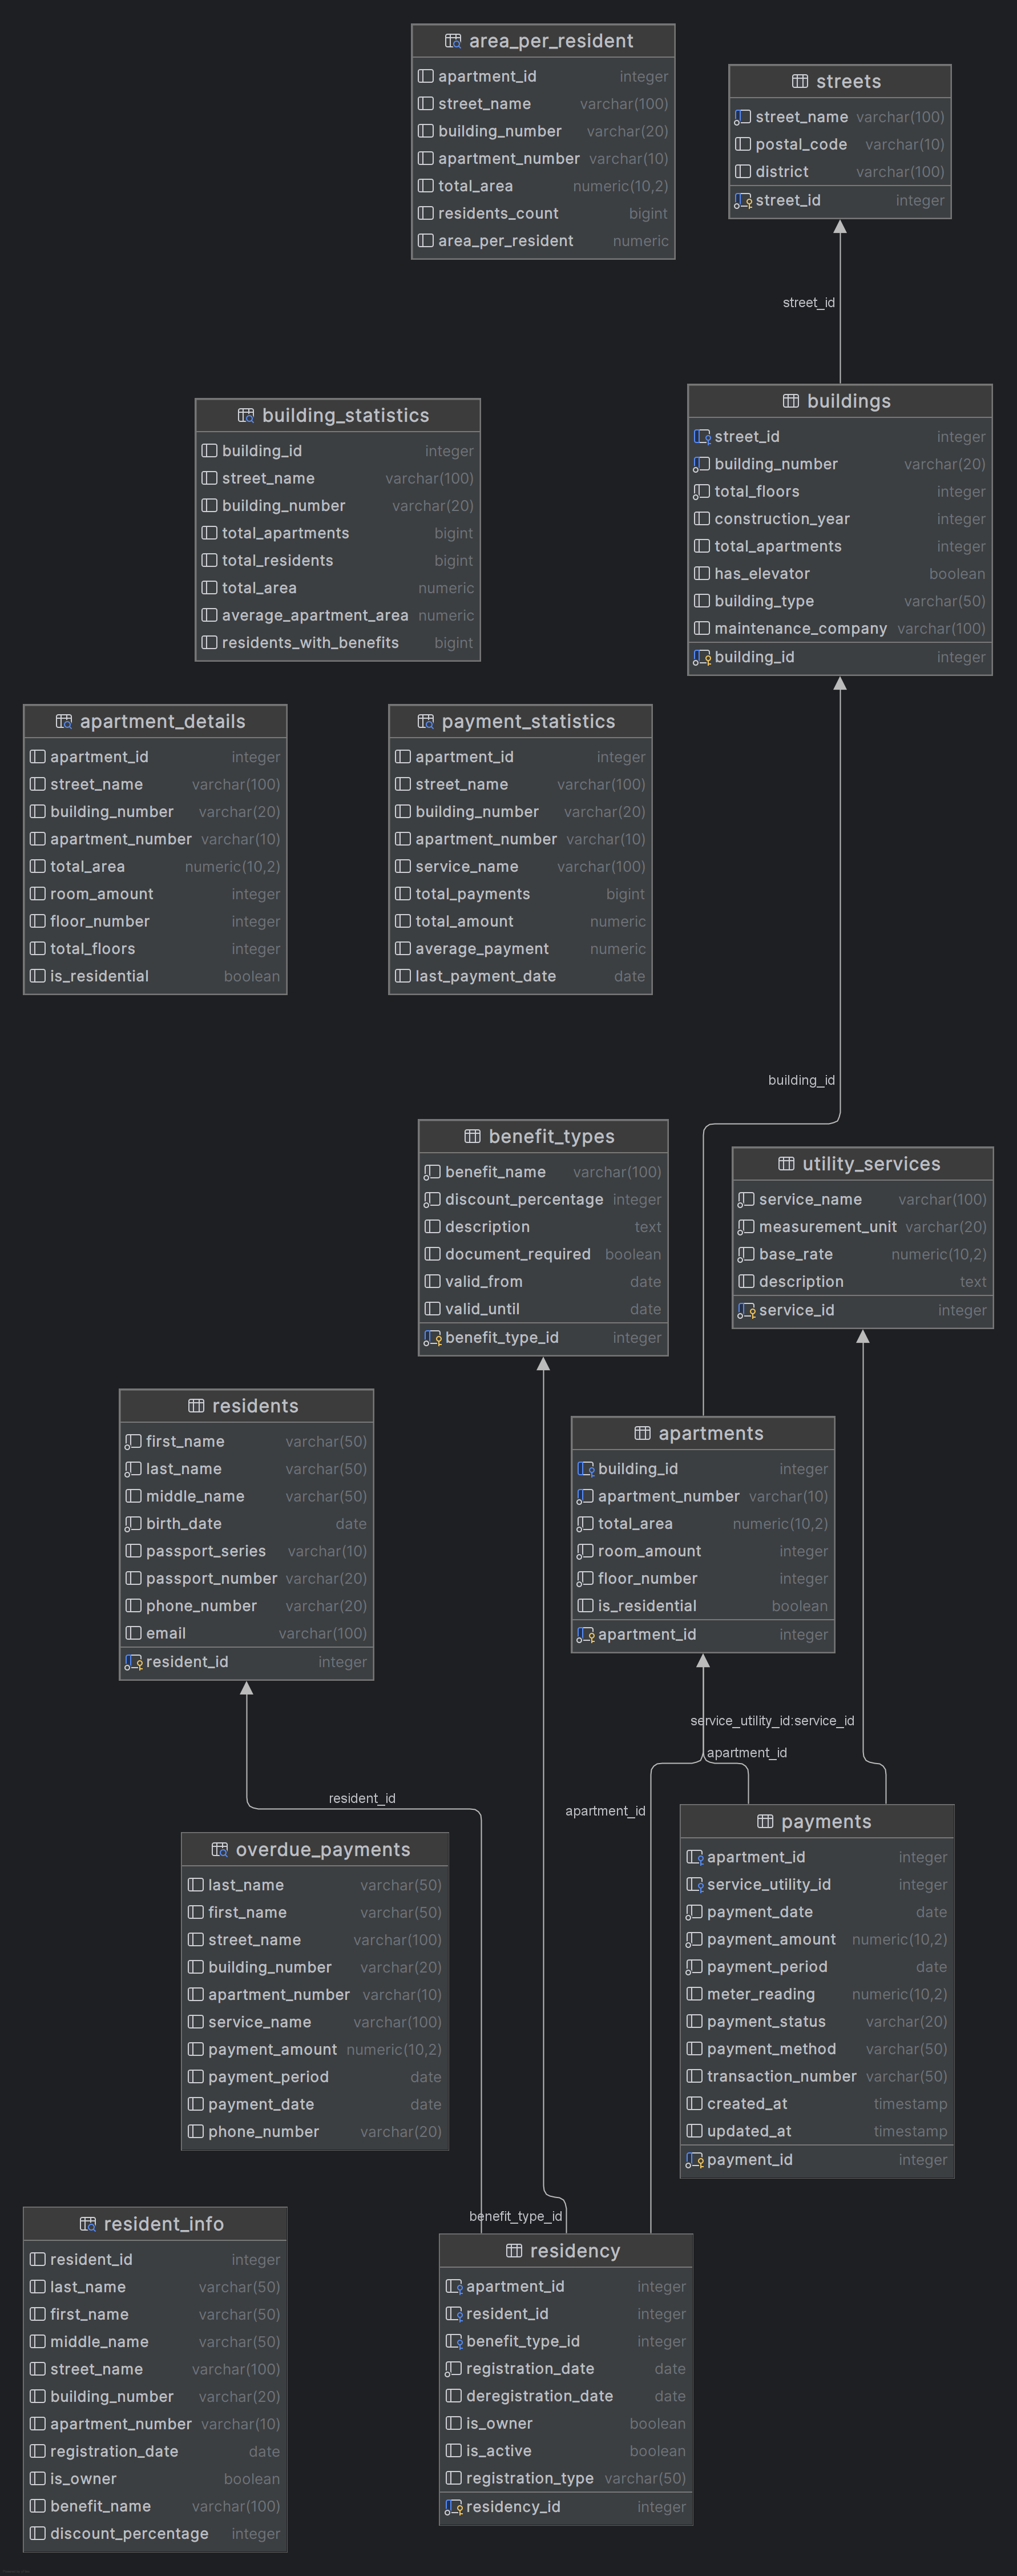 area_per_resident
apartment_id integer
street_name varchar(100)
building_number varchar(20)
apartment_number varchar(10)
total_area numeric(10,2)
residents_count bigint
area_per_resident numeric
streets
street_name varchar(100)
postal_code varchar(10)
district varchar(100)
street_id integer
street_id
buildings
street_id integer
building_number varchar(20)
total_floors integer
construction_year integer
total_apartments integer
has_elevator boolean
building_type varchar(50)
maintenance_company varchar(100)
building_id integer
building_statistics
building_id integer
street_name varchar(100)
building_number varchar(20)
total_apartments bigint
total_residents bigint
total_area numeric
average_apartment_area numeric
residents_with_benefits bigint
apartment_details
apartment_id integer
street_name varchar(100)
building_number varchar(20)
apartment_number varchar(10)
total_area numeric(10,2)
room_amount integer
floor_number integer
total_floors integer
is_residential boolean
payment_statistics
apartment_id integer
street_name varchar(100)
building_number varchar(20)
apartment_number varchar(10)
service_name varchar(100)
total_payments bigint
total_amount numeric
average_payment numeric
last_payment_date date
building_id
benefit_types
benefit_name varchar(100)
discount_percentage integer
description text
document_required boolean
valid_from date
valid_until date
benefit_type_id integer
utility_services
service_name varchar(100)
measurement_unit varchar(20)
base_rate numeric(10,2)
description text
service_id integer
residents
first_name varchar(50)
last_name varchar(50)
middle_name varchar(50)
birth_date date
passport_series varchar(10)
passport_number varchar(20)
phone_number varchar(20)
email varchar(100)
resident_id integer
apartments
building_id integer
apartment_number varchar(10)
total_area numeric(10,2)
room_amount integer
floor_number integer
is_residential boolean
apartment_id integer
service_utility_id:service_id
apartment_id
resident_id
apartment_id
payments
apartment_id integer
service_utility_id integer
payment_date date
payment_amount numeric(10,2)
payment_period date
meter_reading numeric(10,2)
payment_status varchar(20)
payment_method varchar(50)
transaction_number varchar(50)
created_at timestamp
updated_at timestamp
payment_id integer
overdue_payments
last_name varchar(50)
first_name varchar(50)
street_name varchar(100)
building_number varchar(20)
apartment_number varchar(10)
service_name varchar(100)
payment_amount numeric(10,2)
payment_period date
payment_date date
phone_number varchar(20)
benefit_type_id
resident_info
resident_id integer
last_name varchar(50)
first_name varchar(50)
middle_name varchar(50)
street_name varchar(100)
building_number varchar(20)
apartment_number varchar(10)
registration_date date
is_owner boolean
benefit_name varchar(100)
discount_percentage integer
residency
apartment_id integer
resident_id integer
benefit_type_id integer
registration_date date
deregistration_date date
is_owner boolean
is_active boolean
registration_type varchar(50)
residency_id integer